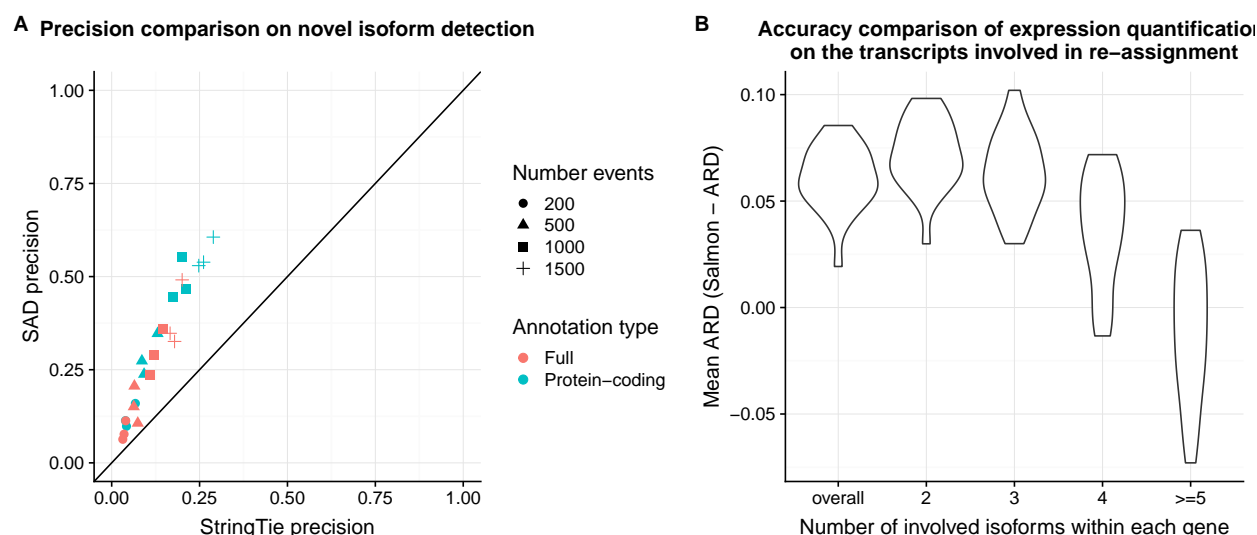 A Precision comparison on novel isoform detection
1.00
0.75
0.50
0.25
0.00
SAD precision
0.00 0.25 0.50 0.75 1.00
StringTie precision
Number events
200
500
1000
1500
Annotation type
Full
Protein−coding
B Accuracy comparison of expression quantification
on the transcripts involved in re−assignment
0.10
0.05
0.00
−0.05
Mean ARD (Salmon − ARD)
overall 2 3 4 >=5
Number of involved isoforms within each gene